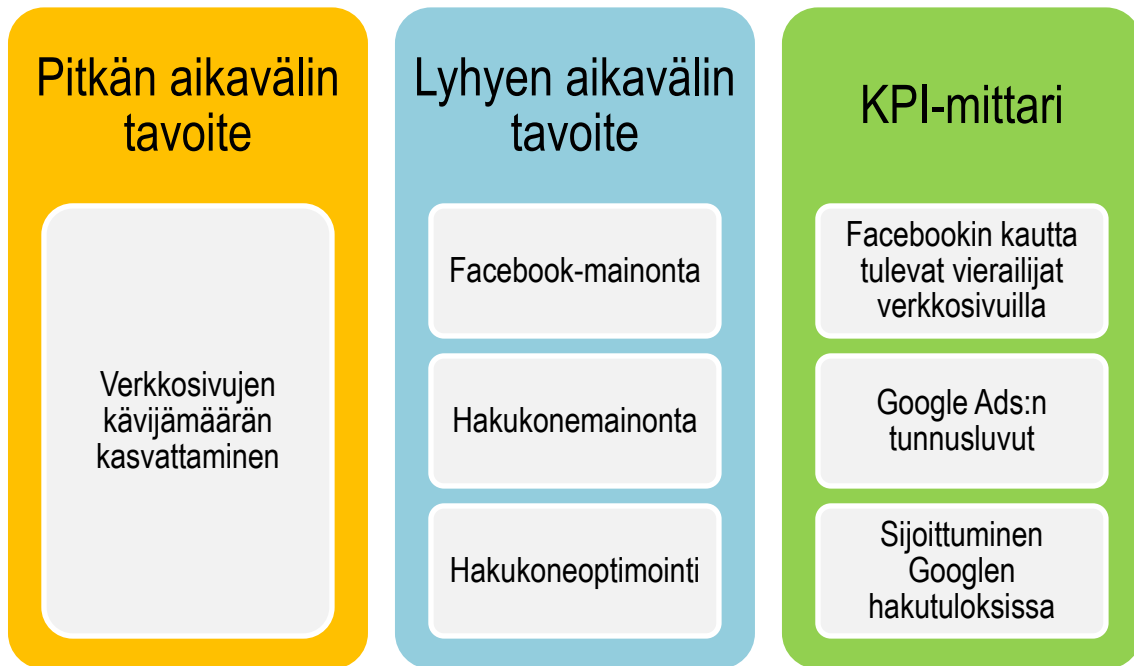 Pitkän aikavälin
tavoite
Verkkosivujen
kävijämäärän
kasvattaminen
Lyhyen aikavälin
tavoite
Facebook-mainonta
Hakukonemainonta
Hakukoneoptimointi
KPI-mittari
Facebookin kautta
tulevat vierailijat
verkkosivuilla
Google Ads:n
tunnusluvut
Sijoittuminen
Googlen
hakutuloksissa